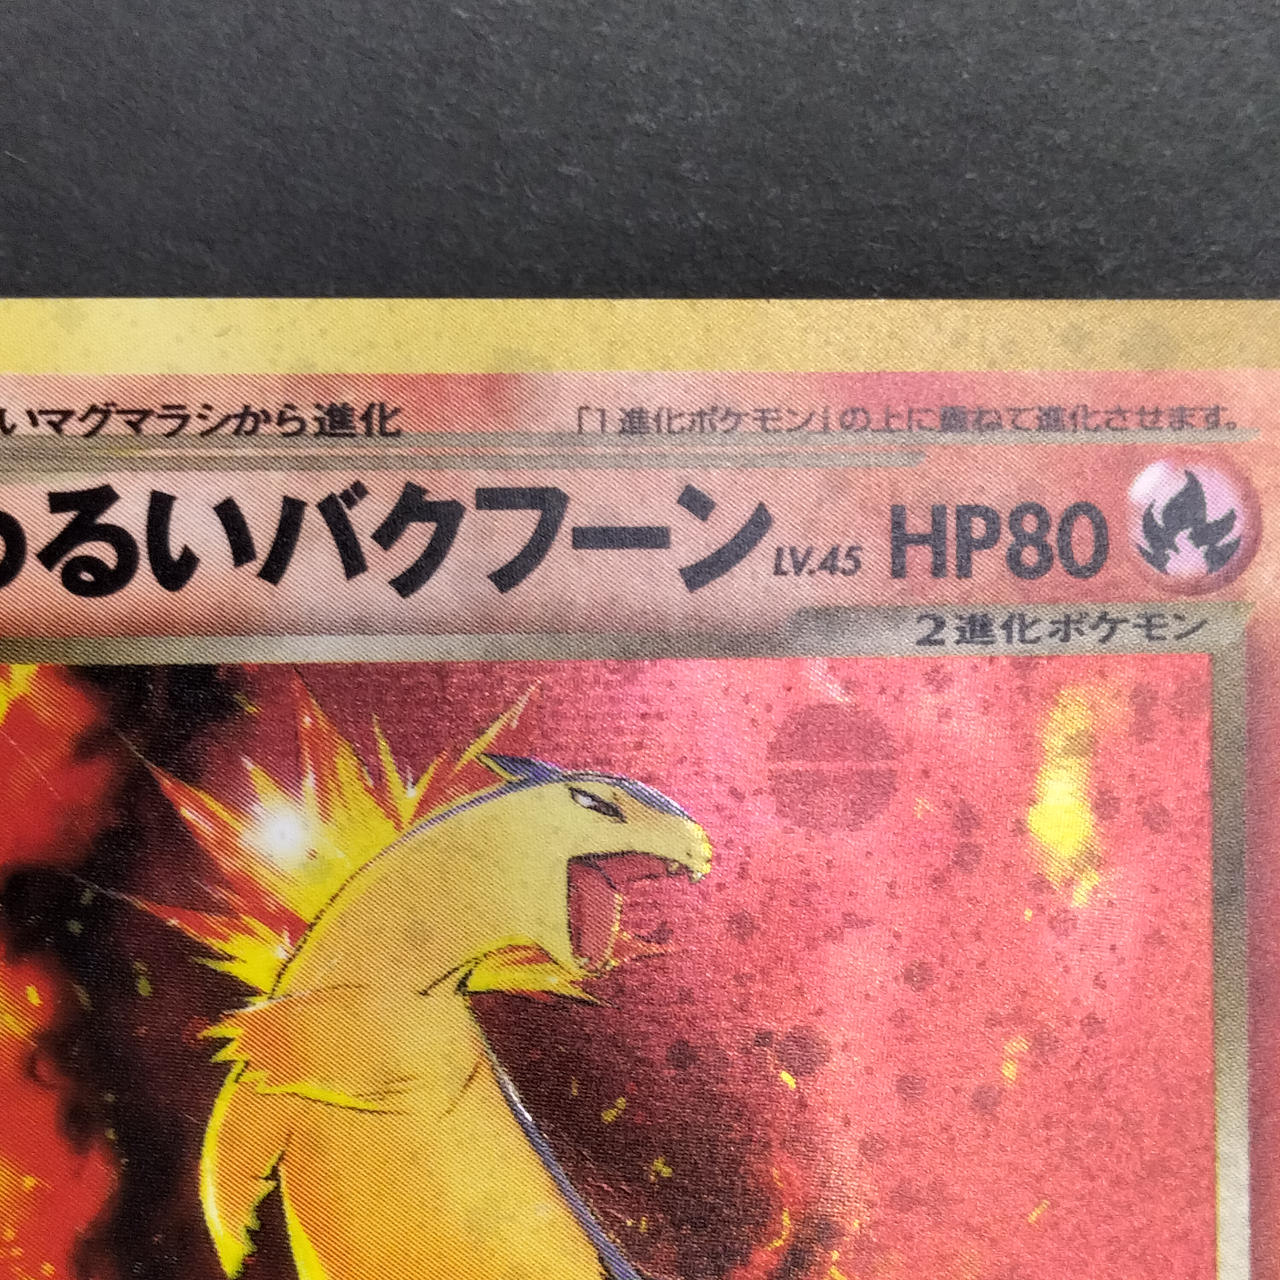 いマグマラシから進化
「1進化ポケモン」の上に重ねて進化させます。
わるいバクフーン LV.45 HP80
2進化ポケモン